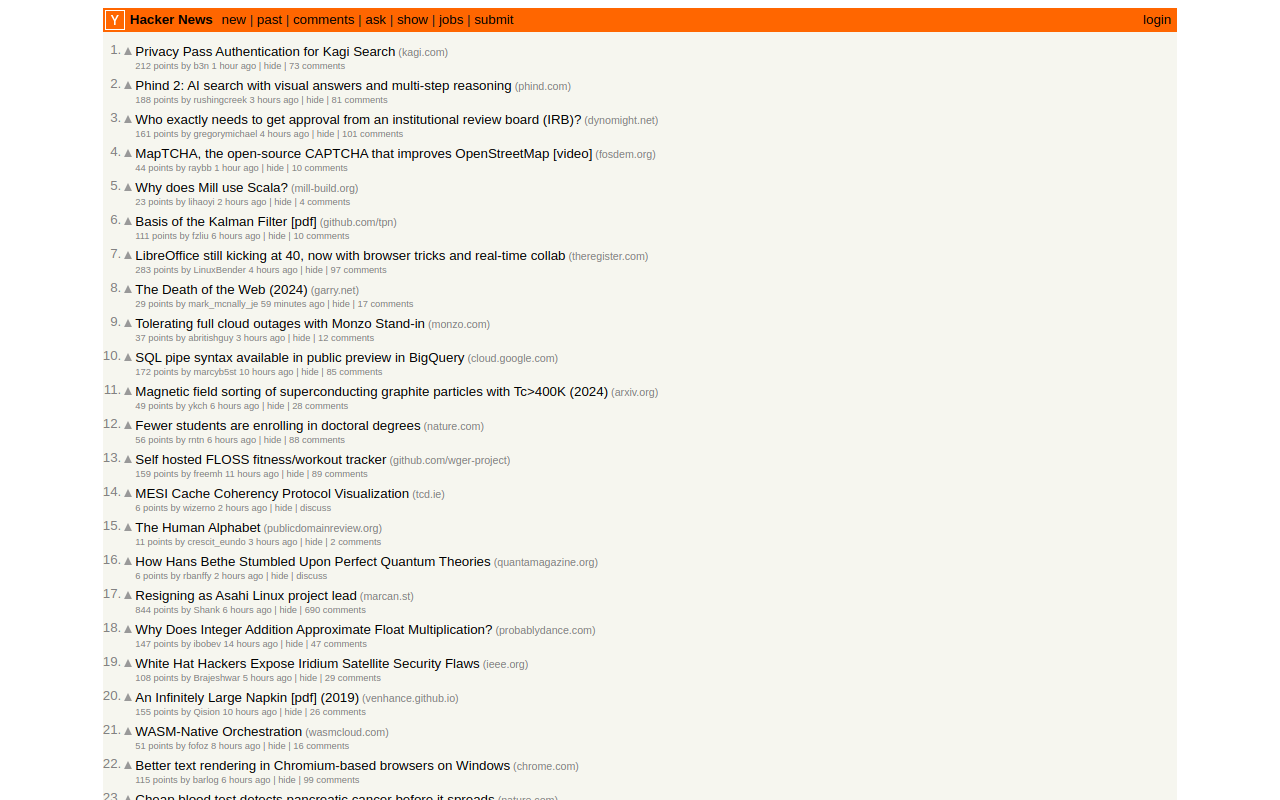 Y Hacker News new | past | comments | ask | show | jobs | submit login
1. ▲ Privacy Pass Authentication for Kagi Search (kagi.com)
212 points by b3n 1 hour ago | hide | 73 comments
2. ▲ Phind 2: AI search with visual answers and multi-step reasoning (phind.com)
188 points by rushingcreek 3 hours ago | hide | 81 comments
3. ▲ Who exactly needs to get approval from an institutional review board (IRB)? (dynomight.net)
161 points by gregorymichael 4 hours ago | hide | 101 comments
4. ▲ MapTCHA, the open-source CAPTCHA that improves OpenStreetMap [video] (fosdem.org)
44 points by raybb 1 hour ago | hide | 10 comments
5. ▲ Why does Mill use Scala? (mill-build.org)
23 points by lihaoyi 2 hours ago | hide | 4 comments
6. ▲ Basis of the Kalman Filter [pdf] (github.com/tpn)
111 points by fzliu 6 hours ago | hide | 10 comments
7. ▲ LibreOffice still kicking at 40, now with browser tricks and real-time collab (theregister.com)
283 points by LinuxBender 4 hours ago | hide | 97 comments
8. ▲ The Death of the Web (2024) (garry.net)
29 points by mark_mcnally_je 59 minutes ago | hide | 17 comments
9. ▲ Tolerating full cloud outages with Monzo Stand-in (monzo.com)
37 points by abritishguy 3 hours ago | hide | 12 comments
10. ▲ SQL pipe syntax available in public preview in BigQuery (cloud.google.com)
172 points by marcyb5st 10 hours ago | hide | 85 comments
11. ▲ Magnetic field sorting of superconducting graphite particles with Tc>400K (2024) (arxiv.org)
49 points by ykch 6 hours ago | hide | 28 comments
12. ▲ Fewer students are enrolling in doctoral degrees (nature.com)
56 points by rntn 6 hours ago | hide | 88 comments
13. ▲ Self hosted FLOSS fitness/workout tracker (github.com/wger-project)
159 points by freemh 11 hours ago | hide | 89 comments
14. ▲ MESI Cache Coherency Protocol Visualization (tcd.ie)
6 points by wizerno 2 hours ago | hide | discuss
15. ▲ The Human Alphabet (publicdomainreview.org)
11 points by crescit_eundo 3 hours ago | hide | 2 comments
16. ▲ How Hans Bethe Stumbled Upon Perfect Quantum Theories (quantamagazine.org)
6 points by rbanffy 2 hours ago | hide | discuss
17. ▲ Resigning as Asahi Linux project lead (marcan.st)
844 points by Shank 6 hours ago | hide | 690 comments
18. ▲ Why Does Integer Addition Approximate Float Multiplication? (probablydance.com)
147 points by ibobev 14 hours ago | hide | 47 comments
19. ▲ White Hat Hackers Expose Iridium Satellite Security Flaws (ieee.org)
108 points by Brajeshwar 5 hours ago | hide | 29 comments
20. ▲ An Infinitely Large Napkin [pdf] (2019) (venhance.github.io)
155 points by Qision 10 hours ago | hide | 26 comments
21. ▲ WASM-Native Orchestration (wasmcloud.com)
51 points by fofoz 8 hours ago | hide | 16 comments
22. ▲ Better text rendering in Chromium-based browsers on Windows (chrome.com)
115 points by barlog 6 hours ago | hide | 99 comments
23. ▲ Cheap blood test detects pancreatic cancer before it spreads (nature.com)